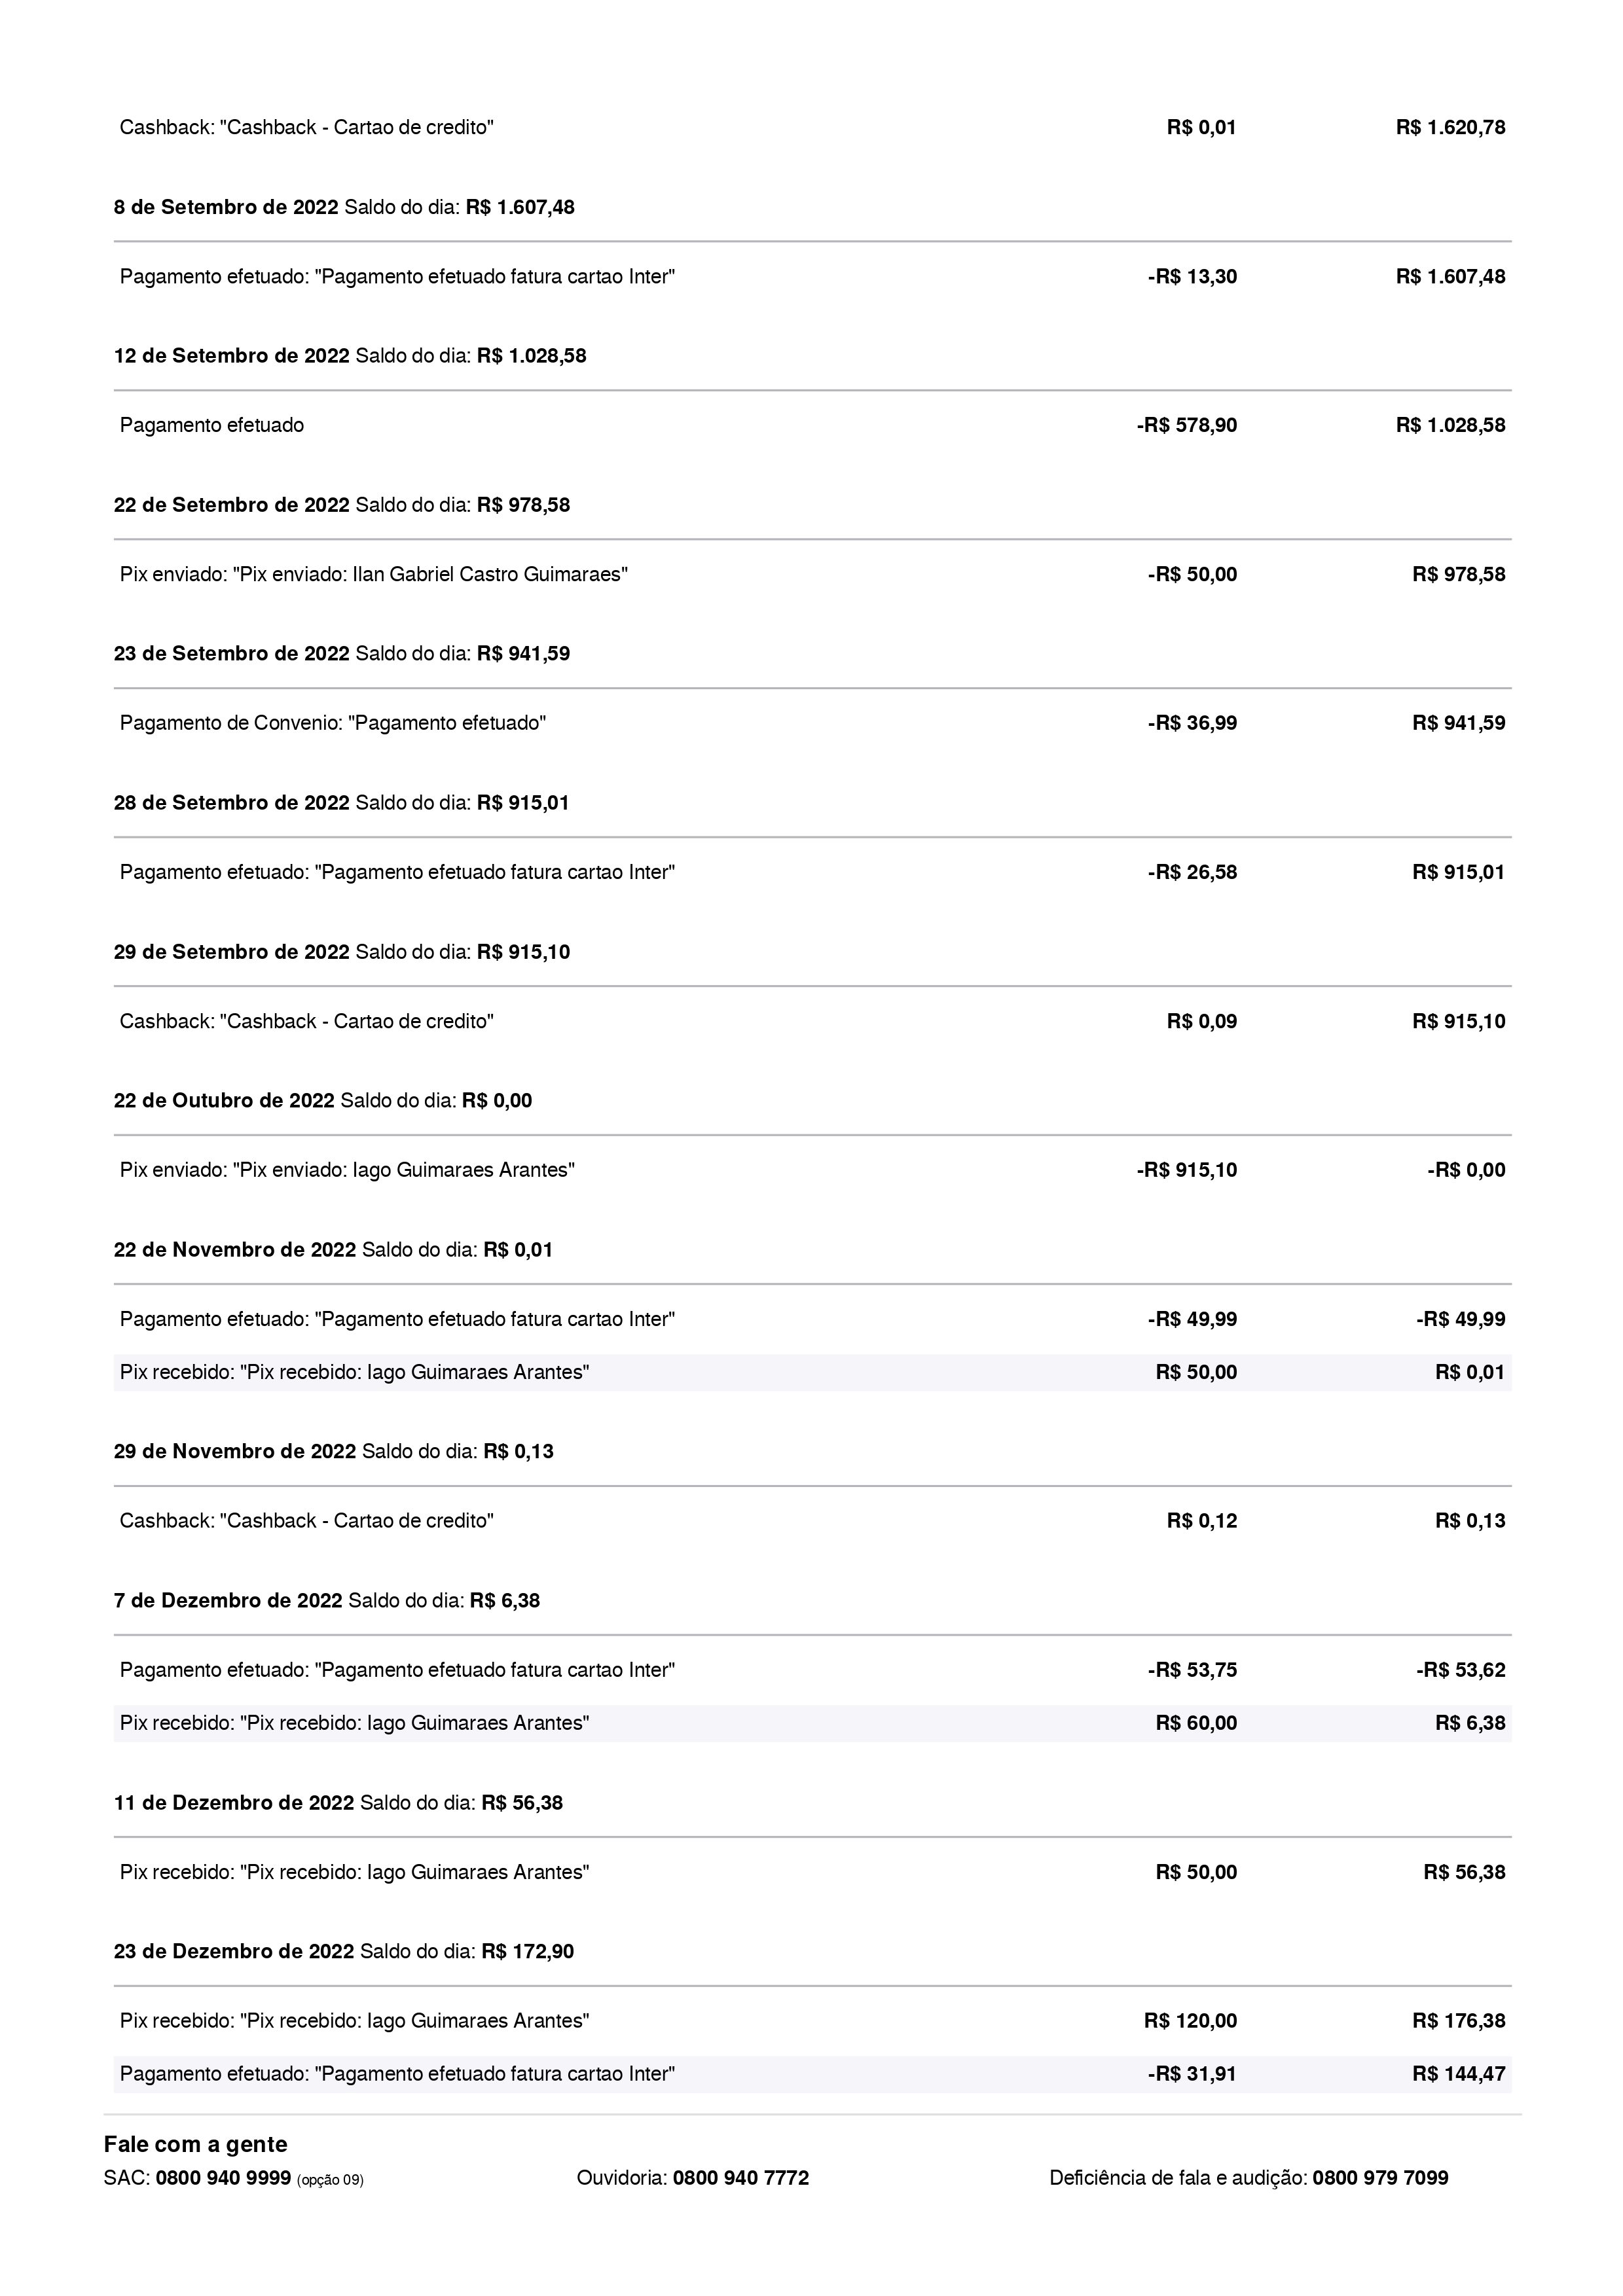 Cashback: "Cashback - Cartao de credito" R$ 0,01 R$ 1.620,78
8 de Setembro de 2022 Saldo do dia: R$ 1.607,48
Pagamento efetuado: "Pagamento efetuado fatura cartao Inter" -R$ 13,30 R$ 1.607,48
12 de Setembro de 2022 Saldo do dia: R$ 1.028,58
Pagamento efetuado -R$ 578,90 R$ 1.028,58
22 de Setembro de 2022 Saldo do dia: R$ 978,58
Pix enviado: "Pix enviado: Ilan Gabriel Castro Guimaraes" -R$ 50,00 R$ 978,58
23 de Setembro de 2022 Saldo do dia: R$ 941,59
Pagamento de Convenio: "Pagamento efetuado" -R$ 36,99 R$ 941,59
28 de Setembro de 2022 Saldo do dia: R$ 915,01
Pagamento efetuado: "Pagamento efetuado fatura cartao Inter" -R$ 26,58 R$ 915,01
29 de Setembro de 2022 Saldo do dia: R$ 915,10
Cashback: "Cashback - Cartao de credito" R$ 0,09 R$ 915,10
22 de Outubro de 2022 Saldo do dia: R$ 0,00
Pix enviado: "Pix enviado: Iago Guimaraes Arantes" -R$ 915,10 -R$ 0,00
22 de Novembro de 2022 Saldo do dia: R$ 0,01
Pagamento efetuado: "Pagamento efetuado fatura cartao Inter" -R$ 49,99 -R$ 49,99
Pix recebido: "Pix recebido: Iago Guimaraes Arantes" R$ 50,00 R$ 0,01
29 de Novembro de 2022 Saldo do dia: R$ 0,13
Cashback: "Cashback - Cartao de credito" R$ 0,12 R$ 0,13
7 de Dezembro de 2022 Saldo do dia: R$ 6,38
Pagamento efetuado: "Pagamento efetuado fatura cartao Inter" -R$ 53,75 -R$ 53,62
Pix recebido: "Pix recebido: Iago Guimaraes Arantes" R$ 60,00 R$ 6,38
11 de Dezembro de 2022 Saldo do dia: R$ 56,38
Pix recebido: "Pix recebido: Iago Guimaraes Arantes" R$ 50,00 R$ 56,38
23 de Dezembro de 2022 Saldo do dia: R$ 172,90
Pix recebido: "Pix recebido: Iago Guimaraes Arantes" R$ 120,00 R$ 176,38
Pagamento efetuado: "Pagamento efetuado fatura cartao Inter" -R$ 31,91 R$ 144,47
Fale com a gente
SAC: 0800 940 9999 (opção 09) Ouvidoria: 0800 940 7772 Deficiência de fala e audição: 0800 979 7099